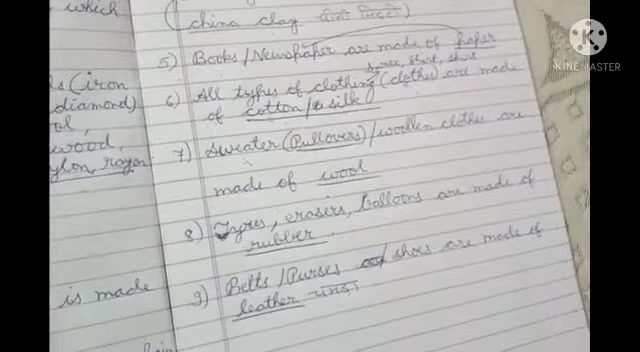 which
(china clay चीनी मिट्टी)
5) Books/Newspaper are made of paper
saree, shirt, skirt
6) All types of clothing (clothes) are made
of cotton/silk
7) Sweater (Pullovers)/woollen clothes are
made of wool
8) Tyres, erasers, balloons are made of
rubber
9) Belts/Purses shoes are made of
leather चमड़ा
ls (iron
diamond)
ol,
wood,
ylon, rayon
is made
KINEMASTER